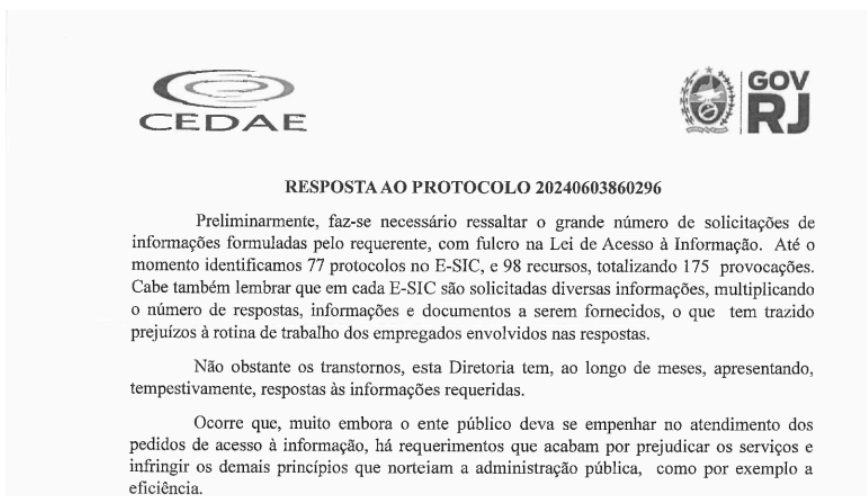 CEDAE
GOV
RJ
RESPOSTA AO PROTOCOLO 20240603860296
Preliminarmente, faz-se necessário ressaltar o grande número de solicitações de
informações formuladas pelo requerente, com fulcro na Lei de Acesso à Informação. Até o
momento identificamos 77 protocolos no E-SIC, e 98 recursos, totalizando 175 provocações.
Cabe também lembrar que em cada E-SIC são solicitadas diversas informações, multiplicando
o número de respostas, informações e documentos a serem fornecidos, o que tem trazido
prejuízos à rotina de trabalho dos empregados envolvidos nas respostas.
Não obstante os transtornos, esta Diretoria tem, ao longo de meses, apresentando,
tempestivamente, respostas às informações requeridas.
Ocorre que, muito embora o ente público deva se empenhar no atendimento dos
pedidos de acesso à informação, há requerimentos que acabam por prejudicar os serviços e
infringir os demais princípios que norteiam a administração pública, como por exemplo a
eficiência.